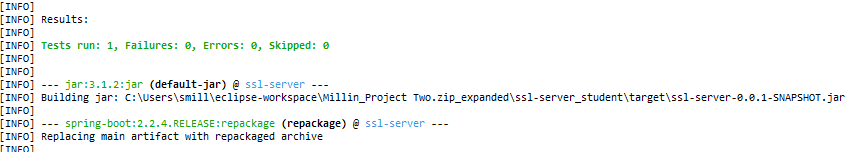 [INFO]
[INFO] Results:
[INFO]
[INFO] Tests run: 1, Failures: 0, Errors: 0, Skipped: 0
[INFO]
[INFO]
[INFO] --- jar:3.1.2:jar (default-jar) @ ssl-server ---
[INFO] Building jar: C:\Users\smill\eclipse-workspace\Millin_Project Two.zip_expanded\ssl-server_student\target\ssl-server-0.0.1-SNAPSHOT.jar
[INFO]
[INFO] --- spring-boot:2.2.4.RELEASE:repackage (repackage) @ ssl-server ---
[INFO] Replacing main artifact with repackaged archive
[INFO]